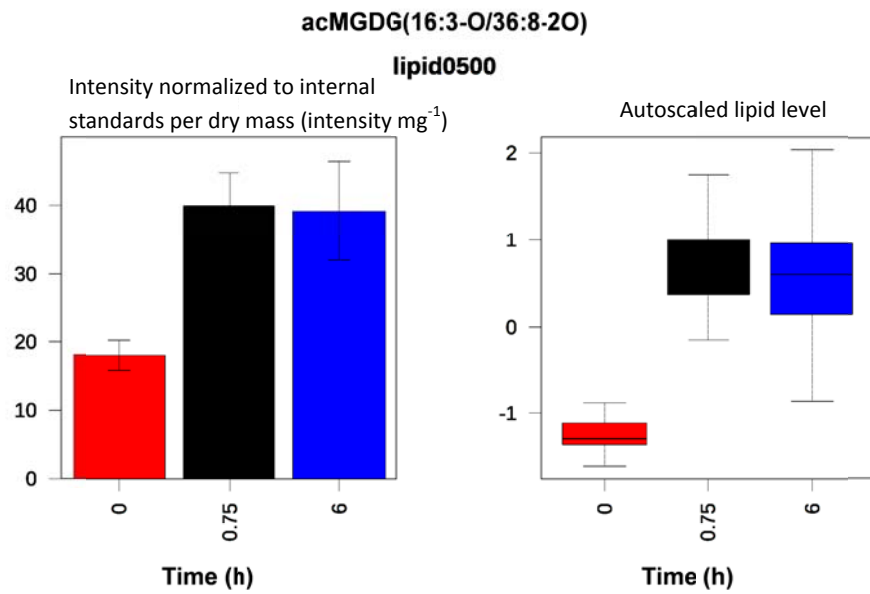 acMGDG(16:3-O/36:8-2O)
lipid0500
Intensity normalized to internal
standards per dry mass (intensity mg⁻¹)
40
30
20
10
0
0
0.75
6
Time (h)
Autoscaled lipid level
2
1
0
-1
0
0.75
6
Time (h)